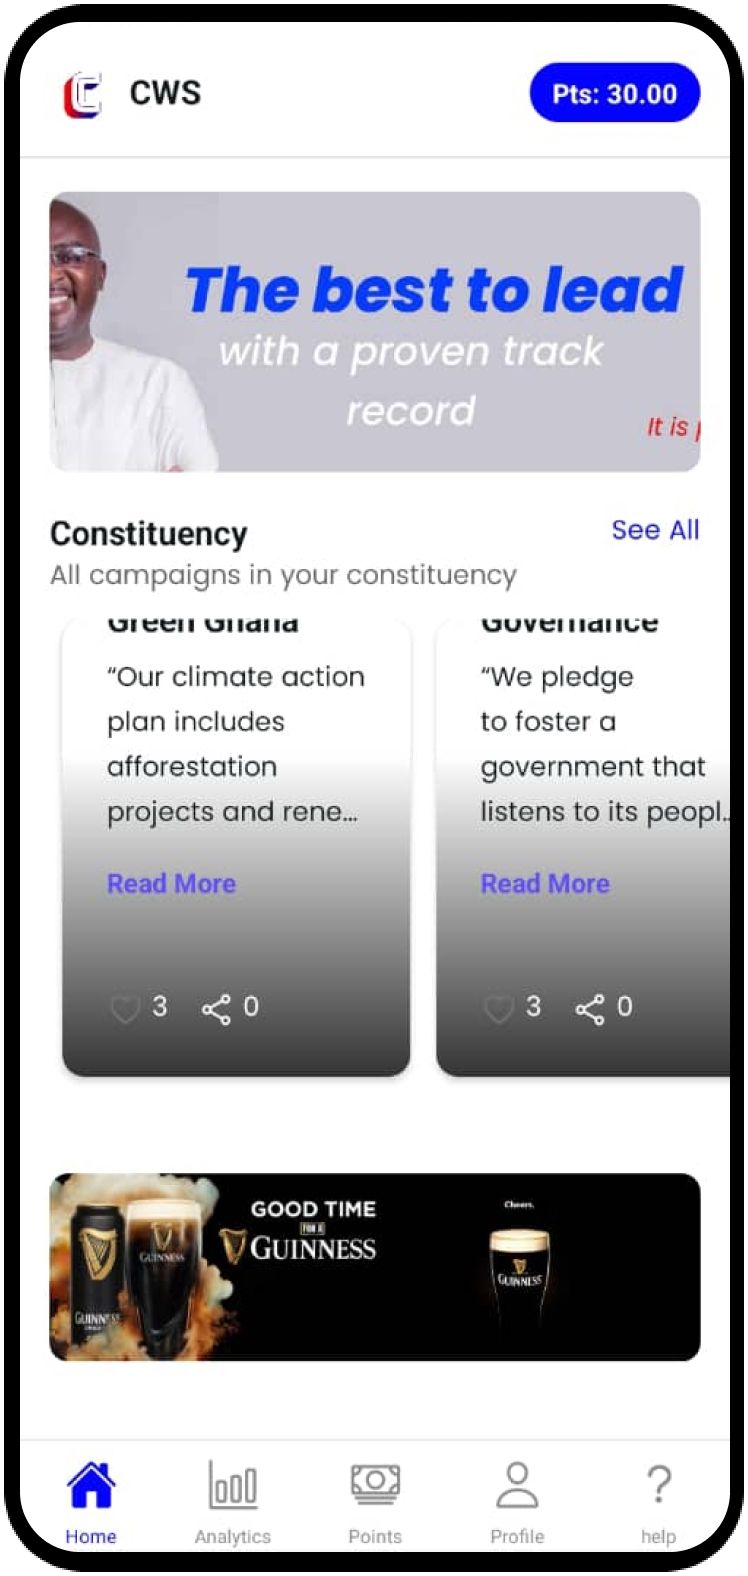 CWS
Pts: 30.00
The best to lead
with a proven track
record
It is
Constituency
See All
All campaigns in your constituency
Green Ghana
“Our climate action
plan includes
afforestation
projects and rene...
Read More
3
0
Governance
“We pledge
to foster a
government that
listens to its peopl..
Read More
3
0
GOOD TIME
FOR A
GUINNESS
GUINNESS
GUINNESS
Cheers.
GUINNESS
Home
Analytics
Points
Profile
help